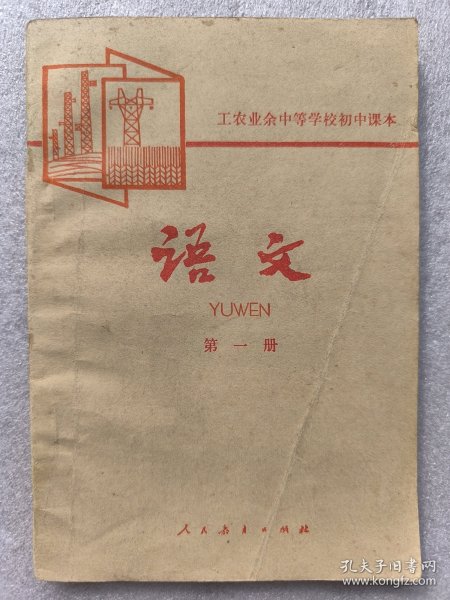 工农业余中等学校初中课本
语文
YUWEN
第一册
人民教育出版社
孔夫子旧书网
www.kongfz.com